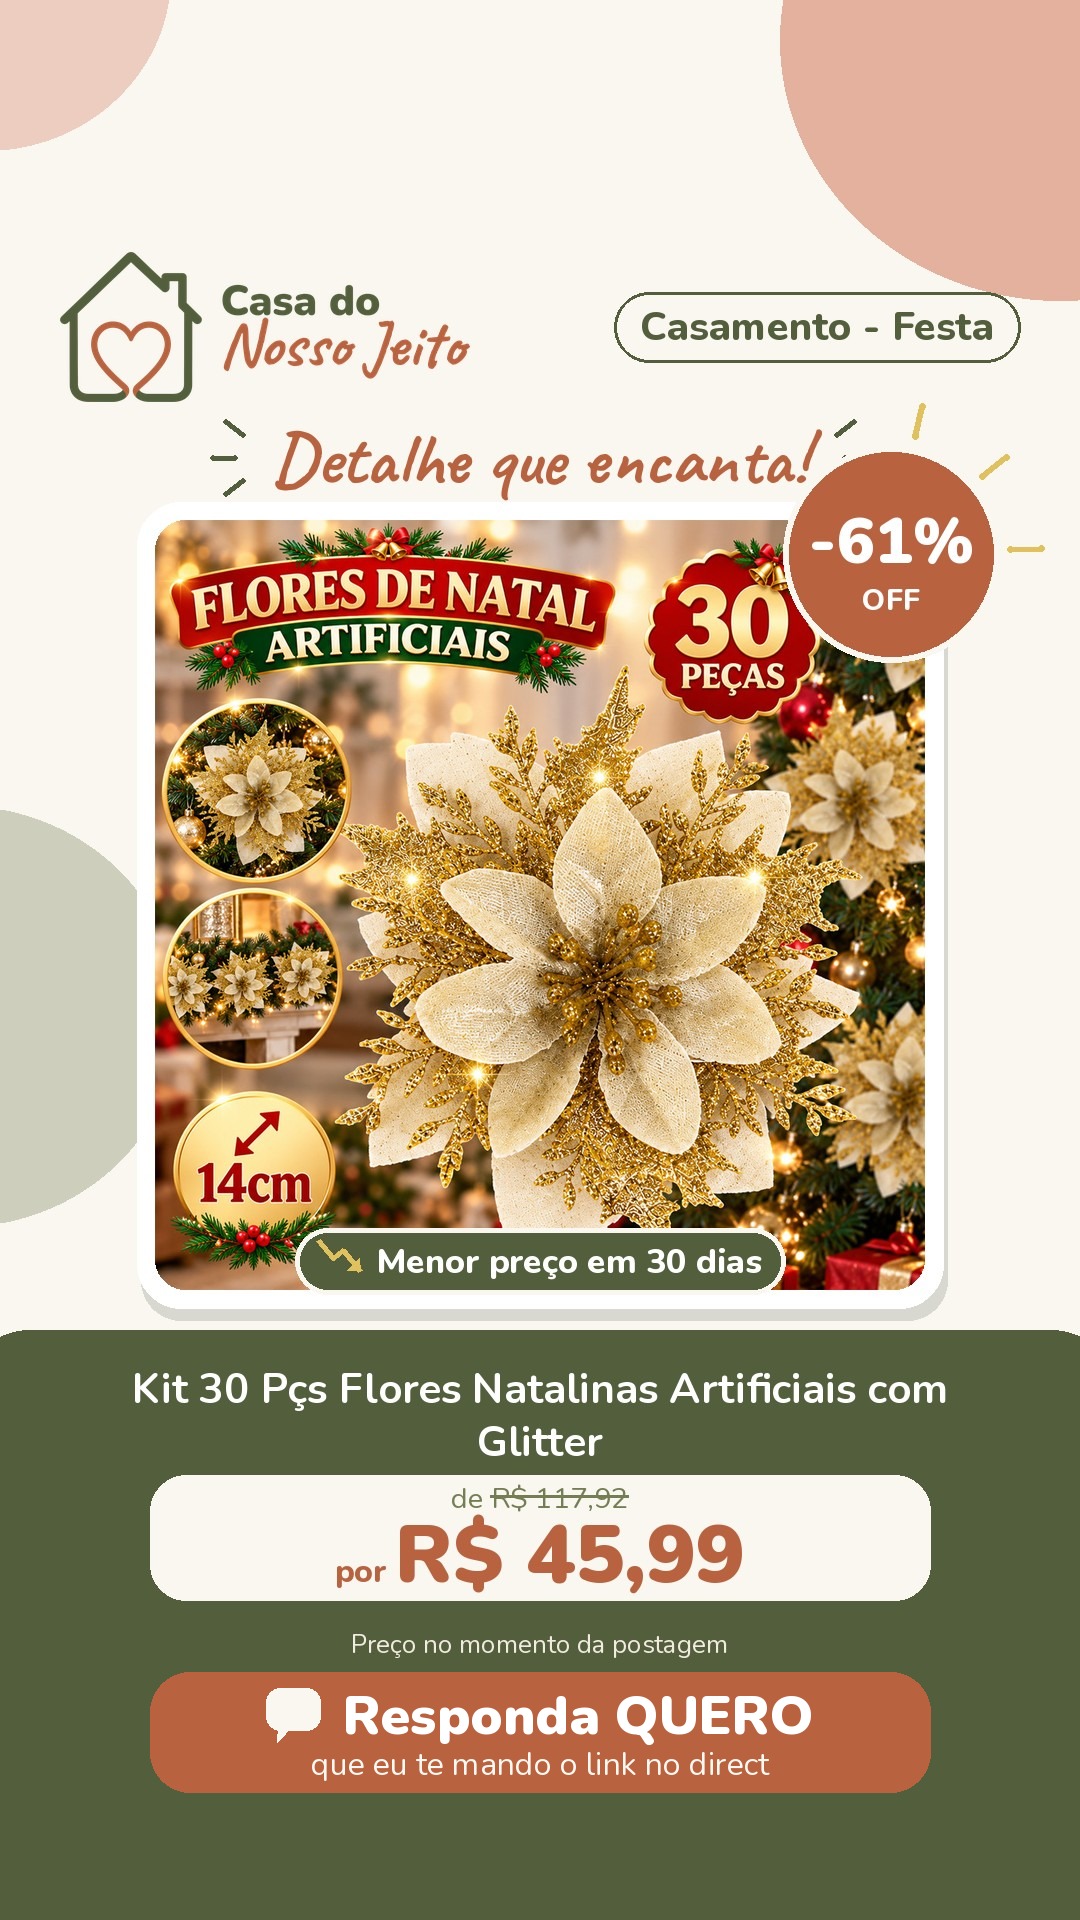 Casa do
Nosso Jeito
Casamento - Festa
Detalhe que encanta!
-61%
OFF
FLORES DE NATAL
ARTIFICIAIS
30
PEÇAS
14cm
Menor preço em 30 dias
Kit 30 Pçs Flores Natalinas Artificiais com
Glitter
de R$ 117,92
por R$ 45,99
Preço no momento da postagem
Responda QUERO
que eu te mando o link no direct